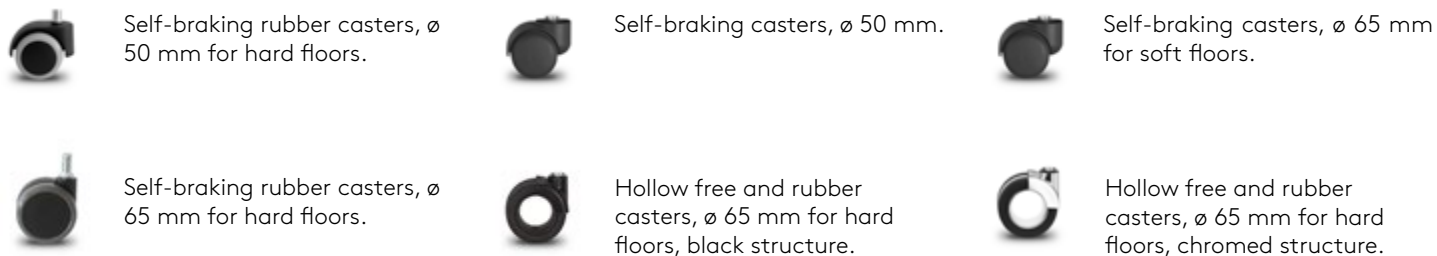 Self-braking rubber casters, ø
50 mm for hard floors.
Self-braking casters, ø 50 mm.
Self-braking casters, ø 65 mm
for soft floors.
Self-braking rubber casters, ø
65 mm for hard floors.
Hollow free and rubber
casters, ø 65 mm for hard
floors, black structure.
Hollow free and rubber
casters, ø 65 mm for hard
floors, chromed structure.